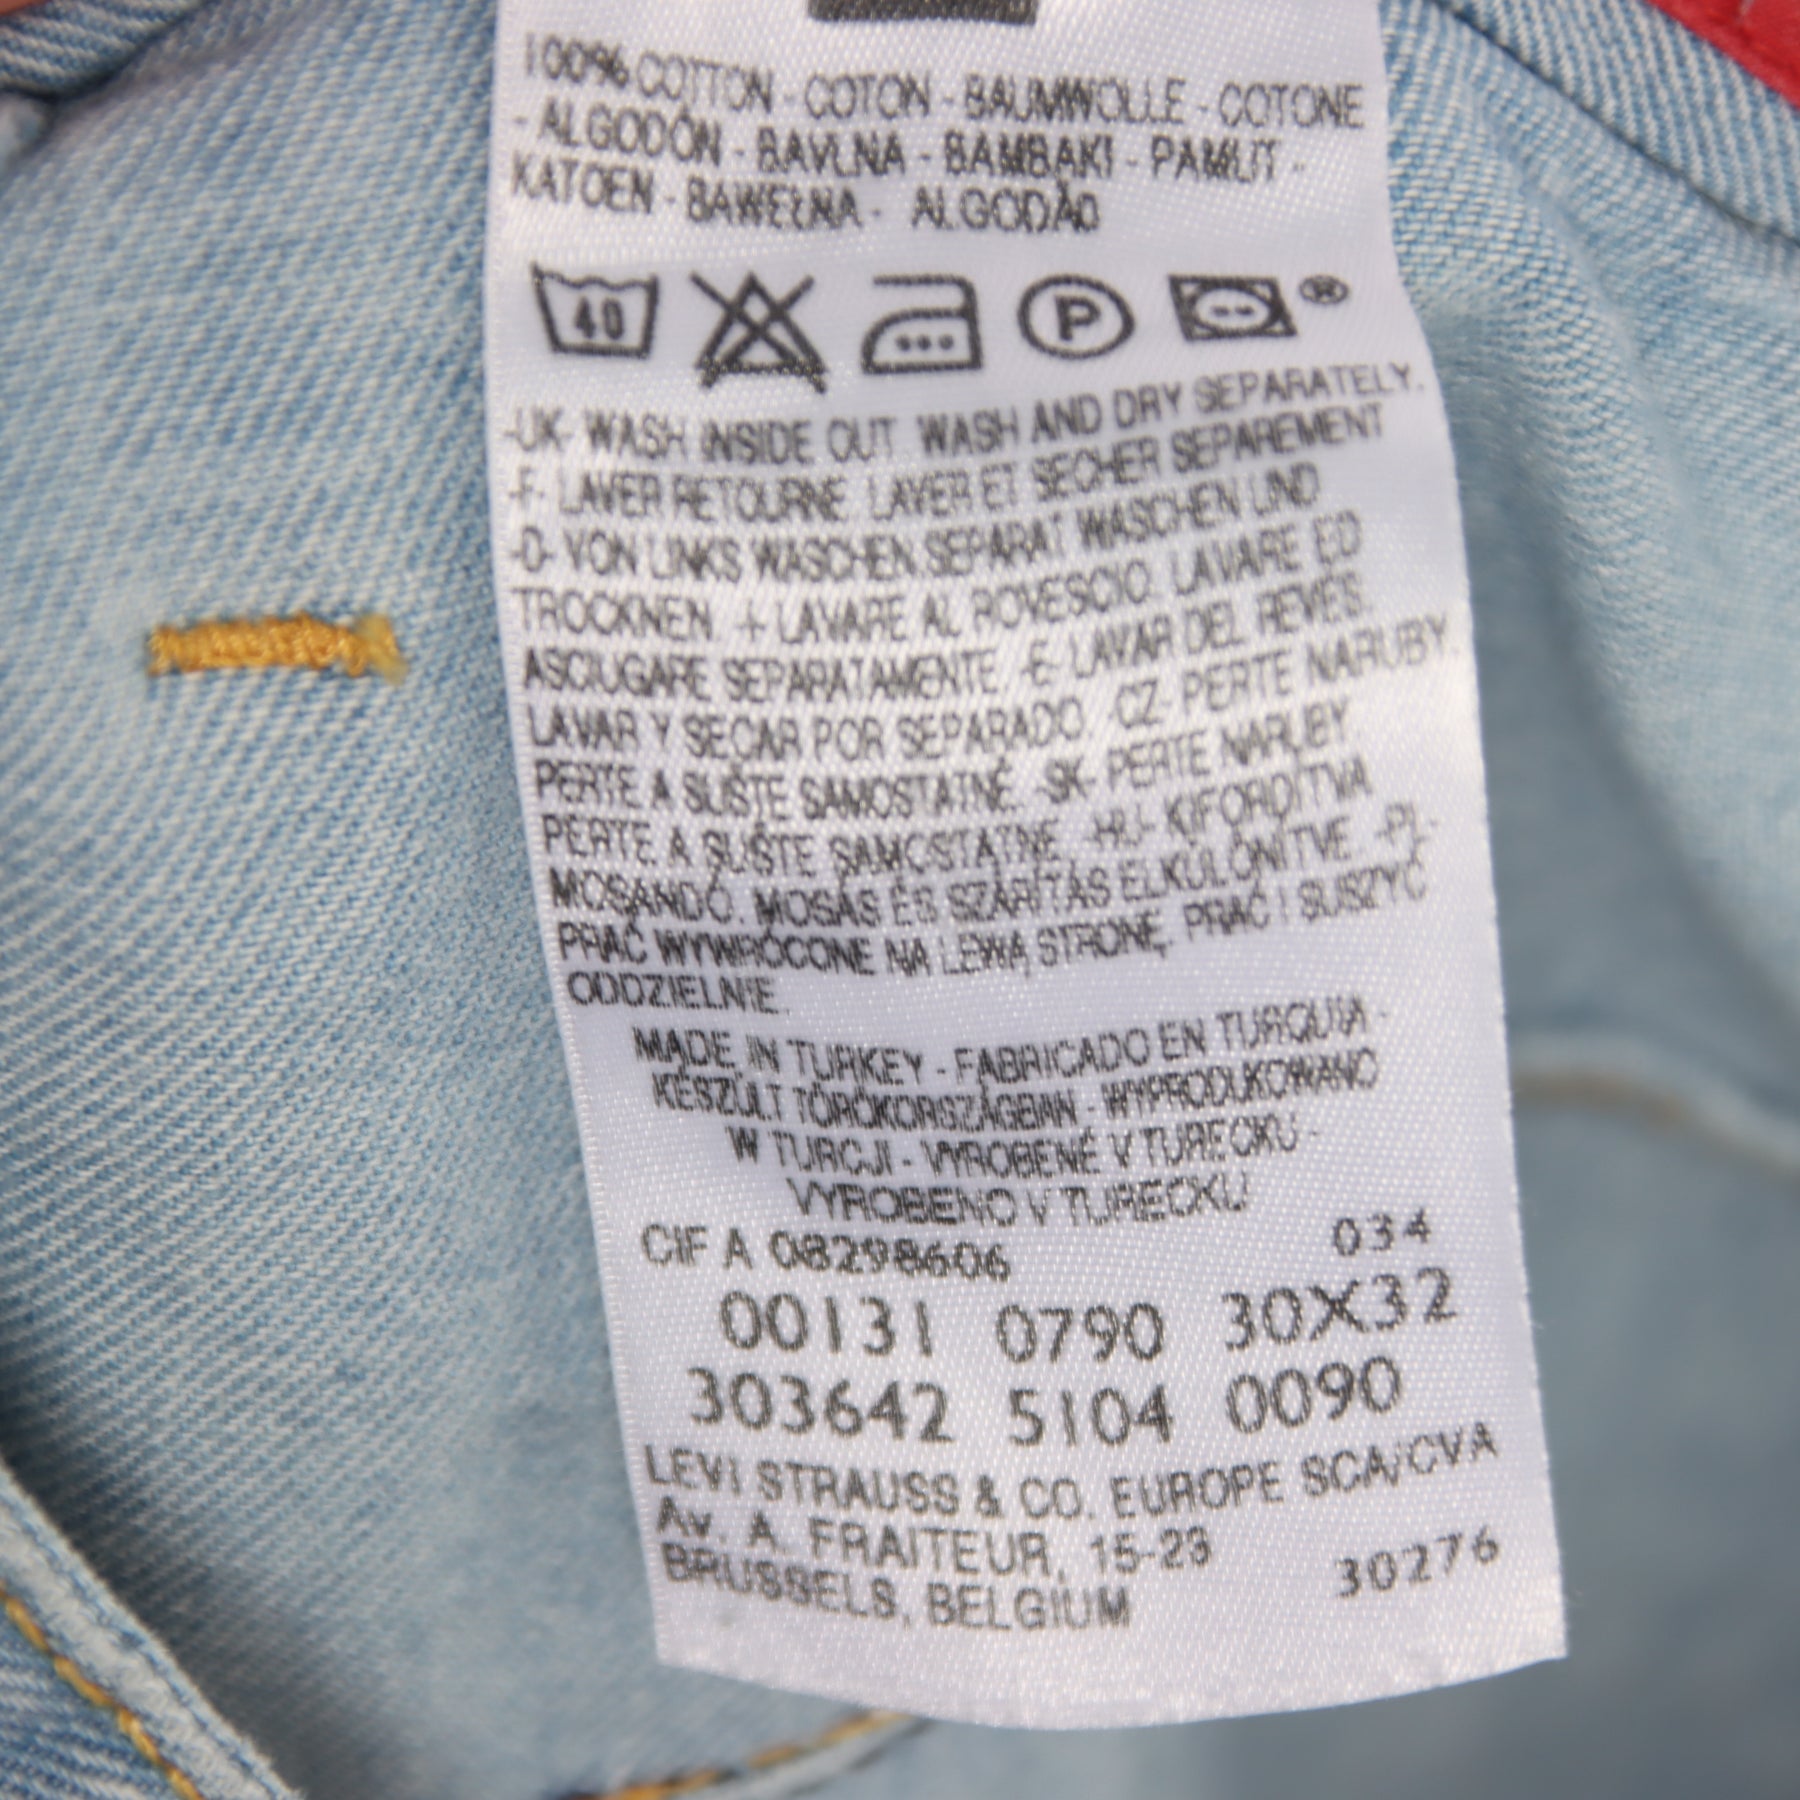 100% COTTON - COTON - BAUMWOLLE - COTONE
- ALGODÓN - BAVLNA - BAMBAKI - PAMUT -
KATOEN - BAWEŁNA - ALGODÃO
40 P ®
-UK- WASH INSIDE OUT. WASH AND DRY SEPARATELY.
-F- LAVER RETOURNE. LAVER ET SECHER SEPAREMENT
-D- VON LINKS WASCHEN. SEPARAT WASCHEN UND
TROCKNEN. -I- LAVARE AL ROVESCIO. LAVARE ED
ASCIUGARE SEPARATAMENTE. -E- LAVAR DEL REVES.
LAVAR Y SECAR POR SEPARADO. -CZ- PERTE NARUBY.
PERTE A SUŠTE SAMOSTATNĚ. -SK- PERTE NARUBY
PERTE A SUŠTE SAMOSTATNE. -HU- KIFORDÍTVA
MOSANDÓ. MOSÁS ÉS SZÁRÍTÁS ELKÜLÖNÍTVE. -PL-
PRAĆ WYWRÓCONE NA LEWĄ STRONĘ, PRAĆ I SUSZYĆ
ODDZIELNIE.
MADE IN TURKEY - FABRICADO EN TURQUIA -
KÉSZÜLT TÖRÖKORSZÁGBAN - WYPRODUKOWANO
W TURCJI - VYROBENÉ V TURECKU -
VYROBENO V TURECKU
CIF A 08298606 034
00131 0790 30X32
303642 5104 0090
LEVI STRAUSS & CO. EUROPE SCA/CVA
Av. A. FRAITEUR, 15-23
BRUSSELS, BELGIUM 30276